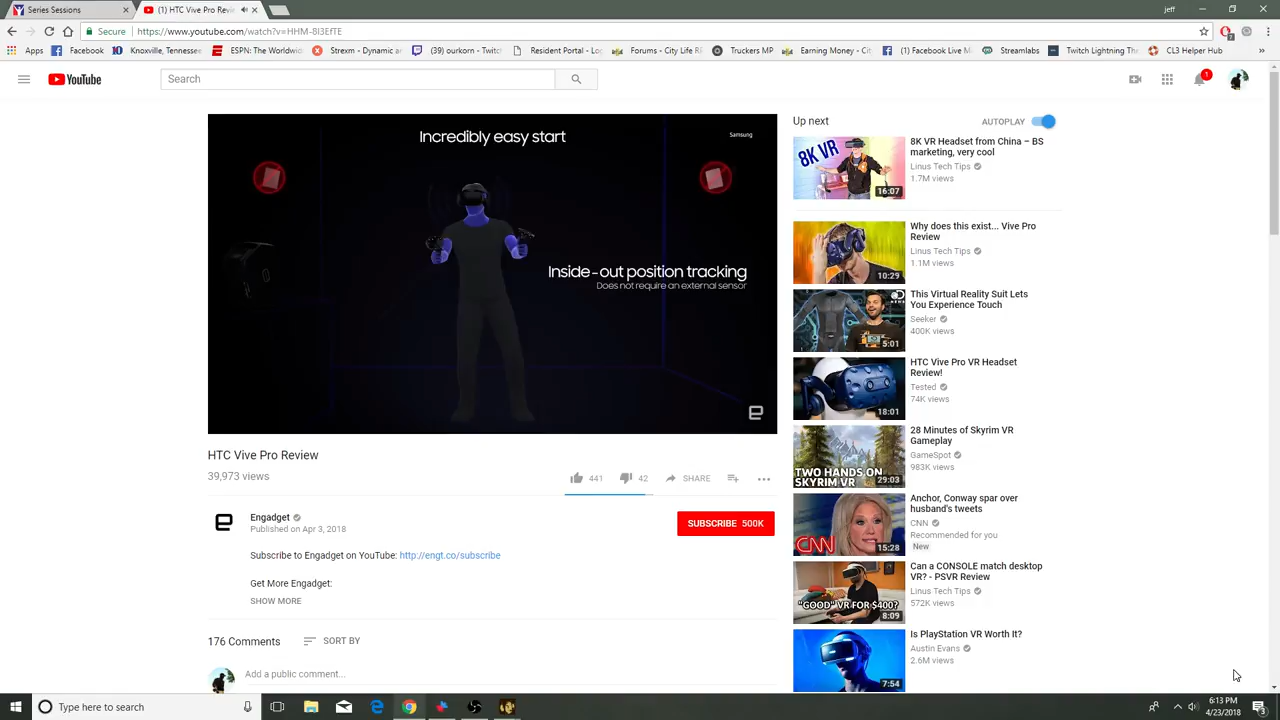 Series Sessions
(1) HTC Vive Pro Revi
jeff
Secure
https://www.youtube.com/watch?v=HHM-8I3EfTE
Apps
Facebook
Knoxville, Tennesse
ESPN: The Worldwi
Strexm - Dynamic a
(39) ourkorn - Twitc
Resident Portal - Log
Forums - City Life R
TruckersMP
Earning Money - Cit
(1) Facebook Live M
Streamlabs
Twitch Lightning Th
CL3 Helper Hub
YouTube
Search
1
Incredibly easy start
Samsung
Inside-out position tracking
Does not require an external sensor
HTC Vive Pro Review
39,973 views
441
42
SHARE
Engadget
Published on Apr 3, 2018
SUBSCRIBE 500K
Subscribe to Engadget on YouTube: http://engt.co/subscribe
Get More Engadget:
SHOW MORE
176 Comments
SORT BY
Add a public comment...
Up next
AUTOPLAY
8K VR
16:07
8K VR Headset from China – BS
marketing, very cool
Linus Tech Tips
1.7M views
10:29
Why does this exist... Vive Pro
Review
Linus Tech Tips
1.1M views
5:01
This Virtual Reality Suit Lets
You Experience Touch
Seeker
400K views
18:01
HTC Vive Pro VR Headset
Review!
Tested
74K views
TWO HANDS ON
SKYRIM VR
29:03
28 Minutes of Skyrim VR
Gameplay
GameSpot
983K views
CNN
15:28
Anchor, Conway spar over
husband's tweets
CNN
Recommended for you
New
"GOOD" VR FOR $400?
8:09
Can a CONSOLE match desktop
VR? - PSVR Review
Linus Tech Tips
572K views
7:54
Is PlayStation VR Worth It?
Austin Evans
2.6M views
Type here to search
6:13 PM
4/23/2018
3